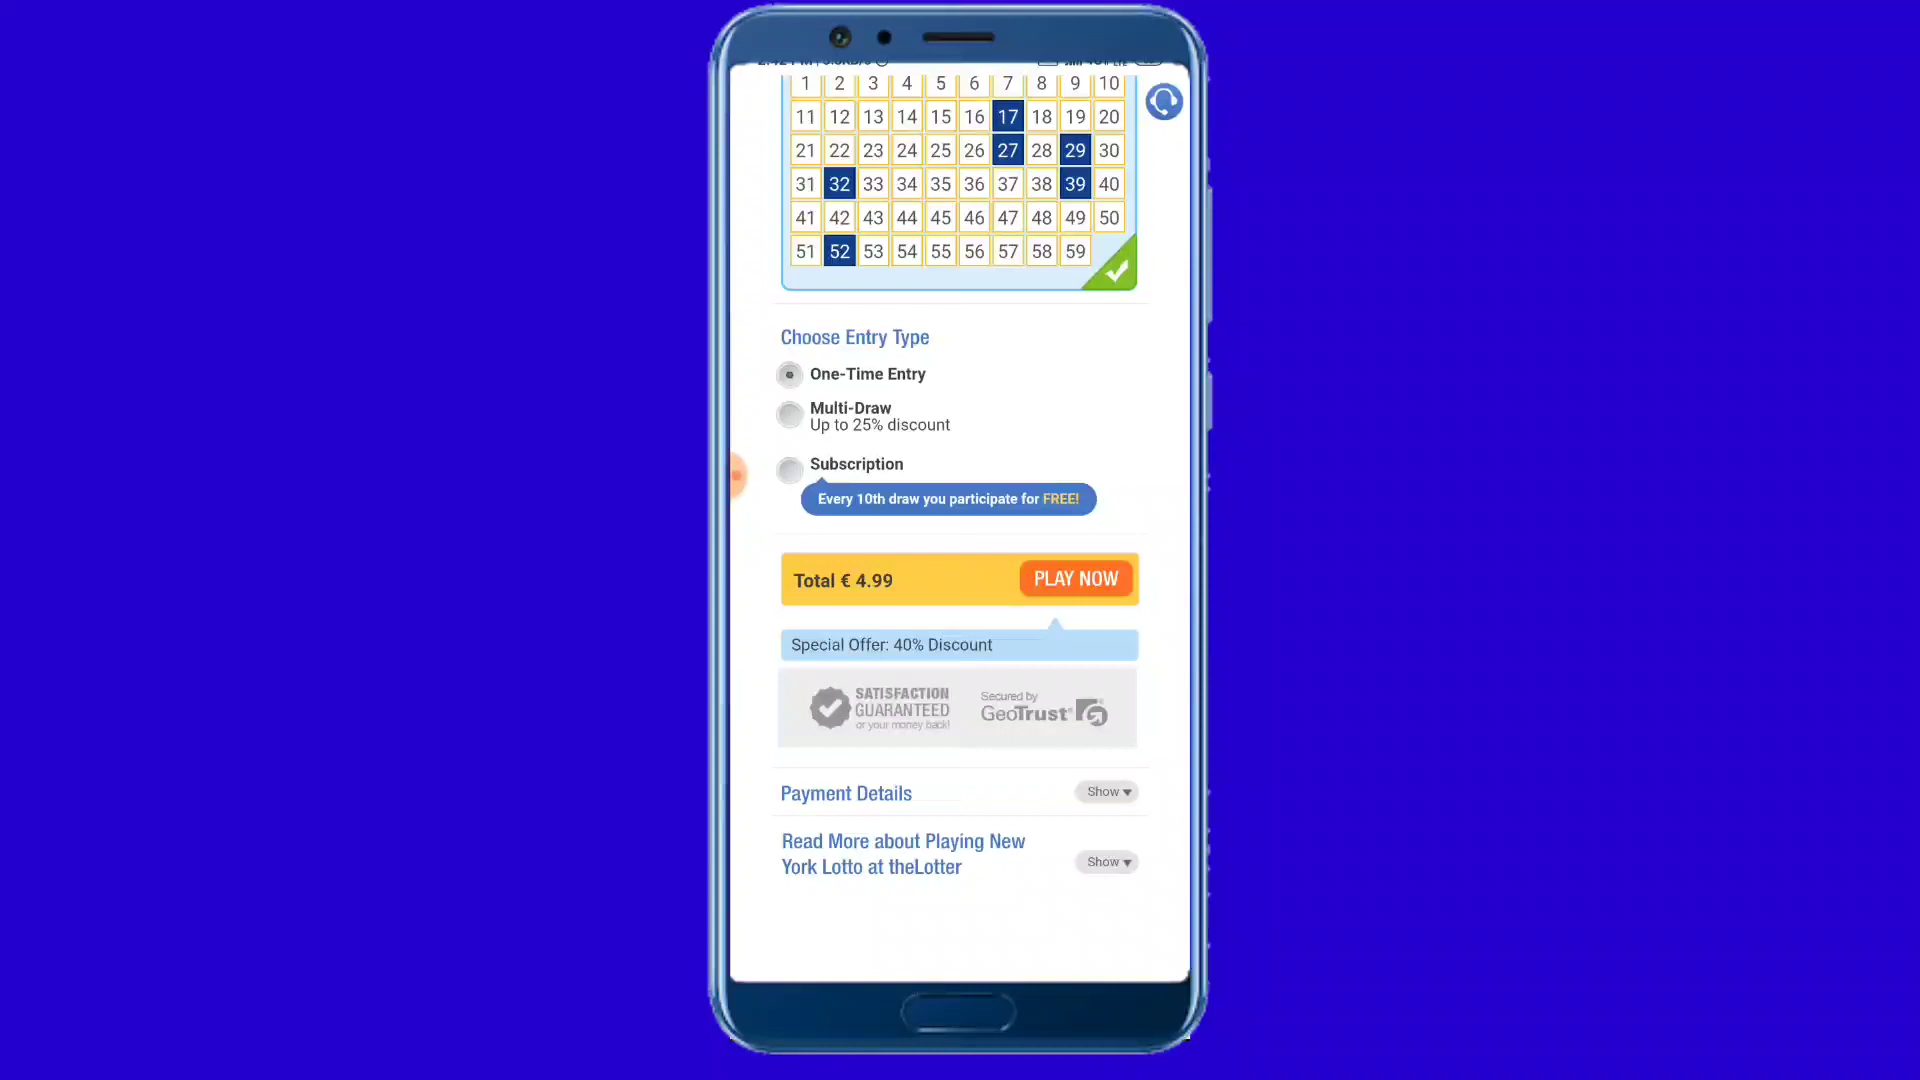 1 2 3 4 5 6 7 8 9 10
11 12 13 14 15 16 17 18 19 20
21 22 23 24 25 26 27 28 29 30
31 32 33 34 35 36 37 38 39 40
41 42 43 44 45 46 47 48 49 50
51 52 53 54 55 56 57 58 59
Choose Entry Type
One-Time Entry
Multi-Draw
Up to 25% discount
Subscription
Every 10th draw you participate for FREE!
Total € 4.99 PLAY NOW
Special Offer: 40% Discount
SATISFACTION
GUARANTEED
or your money back!
Secured by
GeoTrust®
Payment Details Show
Read More about Playing New
York Lotto at theLotter
Show